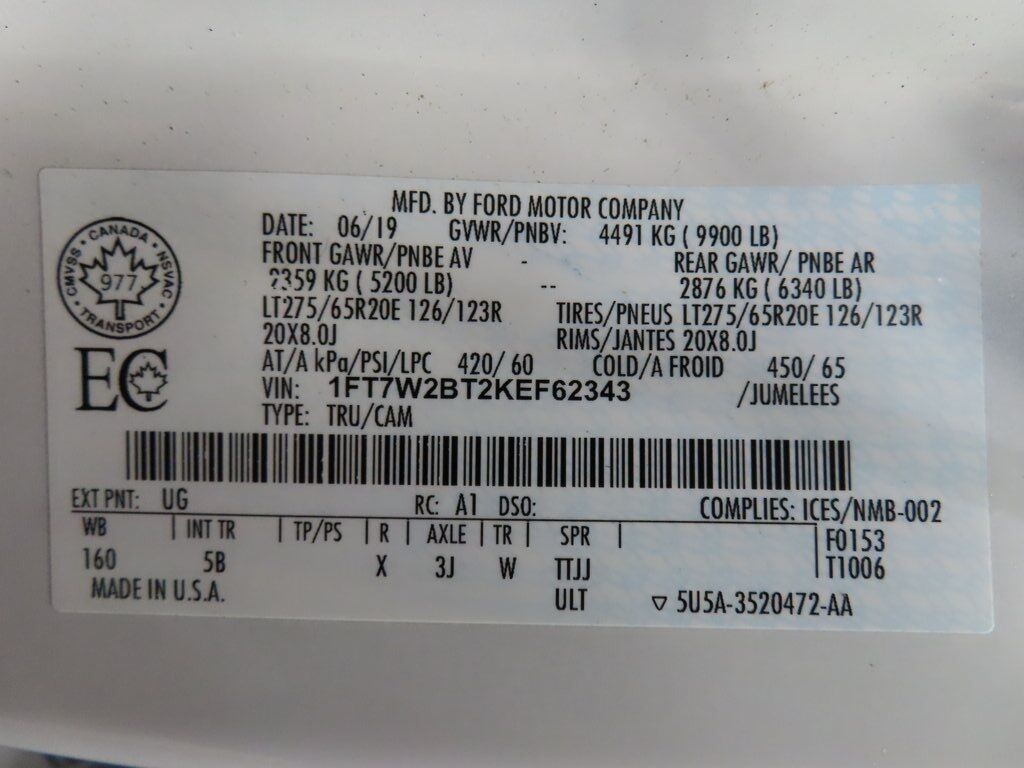 MFD. BY FORD MOTOR COMPANY
DATE: 06/19 GVWR/PNBV: 4491 KG ( 9900 LB)
FRONT GAWR/PNBE AV - REAR GAWR/ PNBE AR
2359 KG ( 5200 LB) -- 2876 KG ( 6340 LB)
LT275/65R20E 126/123R TIRES/PNEUS LT275/65R20E 126/123R
20X8.0J RIMS/JANTES 20X8.0J
AT/A kPa/PSI/LPC 420/ 60 COLD/A FROID 450/ 65
VIN: 1FT7W2BT2KEF62343 /JUMELEES
TYPE: TRU/CAM
CANADA
CMVSS 977 NSVAC
TRANSPORT
EC
EXT PNT: UG RC: A1 DSO: COMPLIES: ICES/NMB-002
WB | INT TR | TP/PS | R | AXLE | TR | SPR | F0153
160 5B X 3J W TTJJ T1006
MADE IN U.S.A. ULT ▽ 5U5A-3520472-AA